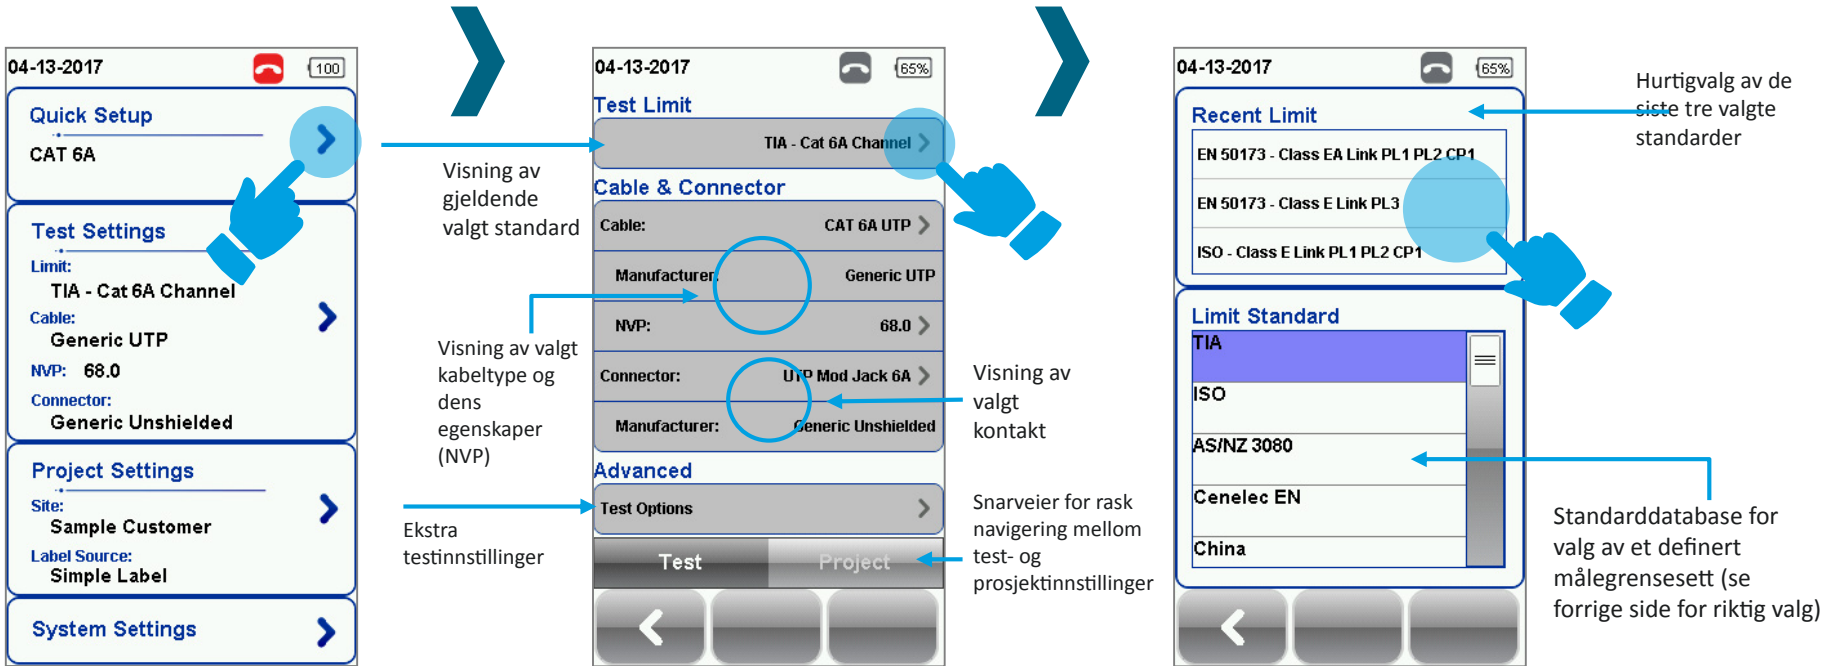 04-13-2017
100
Quick Setup
CAT 6A
Test Settings
Limit:
TIA - Cat 6A Channel
Cable:
Generic UTP
NVP: 68.0
Connector:
Generic Unshielded
Project Settings
Site:
Sample Customer
Label Source:
Simple Label
System Settings
Visning av
gjeldende
valgt standard
Visning av valgt
kabeltype og
dens
egenskaper
(NVP)
Ekstra
testinnstillinger
04-13-2017
65%
Test Limit
TIA - Cat 6A Channel
Cable & Connector
Cable: CAT 6A UTP
Manufacturer: Generic UTP
NVP: 68.0
Connector: UTP Mod Jack 6A
Manufacturer: Generic Unshielded
Advanced
Test Options
Test Project
Visning av
valgt
kontakt
Snarveier for rask
navigering mellom
test- og
prosjektinnstillinger
04-13-2017
65%
Recent Limit
EN 50173 - Class EA Link PL1 PL2 CP1
EN 50173 - Class E Link PL3
ISO - Class E Link PL1 PL2 CP1
Limit Standard
TIA
ISO
AS/NZ 3080
Cenelec EN
China
Hurtigvalg av de
siste tre valgte
standarder
Standarddatabase for
valg av et definert
målegrensesett (se
forrige side for riktig valg)